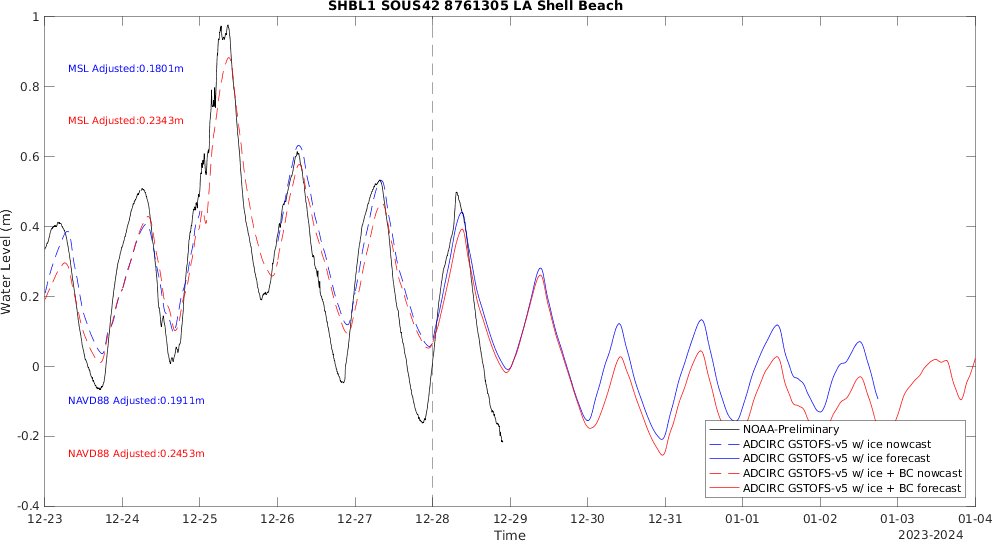 SHBL1 SOUS42 8761305 LA Shell Beach
1
0.8
0.6
0.4
0.2
0
-0.2
-0.4
Water Level (m)
MSL Adjusted:0.1801m
MSL Adjusted:0.2343m
NAVD88 Adjusted:0.1911m
NAVD88 Adjusted:0.2453m
NOAA-Preliminary
ADCIRC GSTOFS-v5 w/ ice nowcast
ADCIRC GSTOFS-v5 w/ ice forecast
ADCIRC GSTOFS-v5 w/ ice + BC nowcast
ADCIRC GSTOFS-v5 w/ ice + BC forecast
12-23 12-24 12-25 12-26 12-27 12-28 12-29 12-30 12-31 01-01 01-02 01-03 01-04
Time
2023-2024